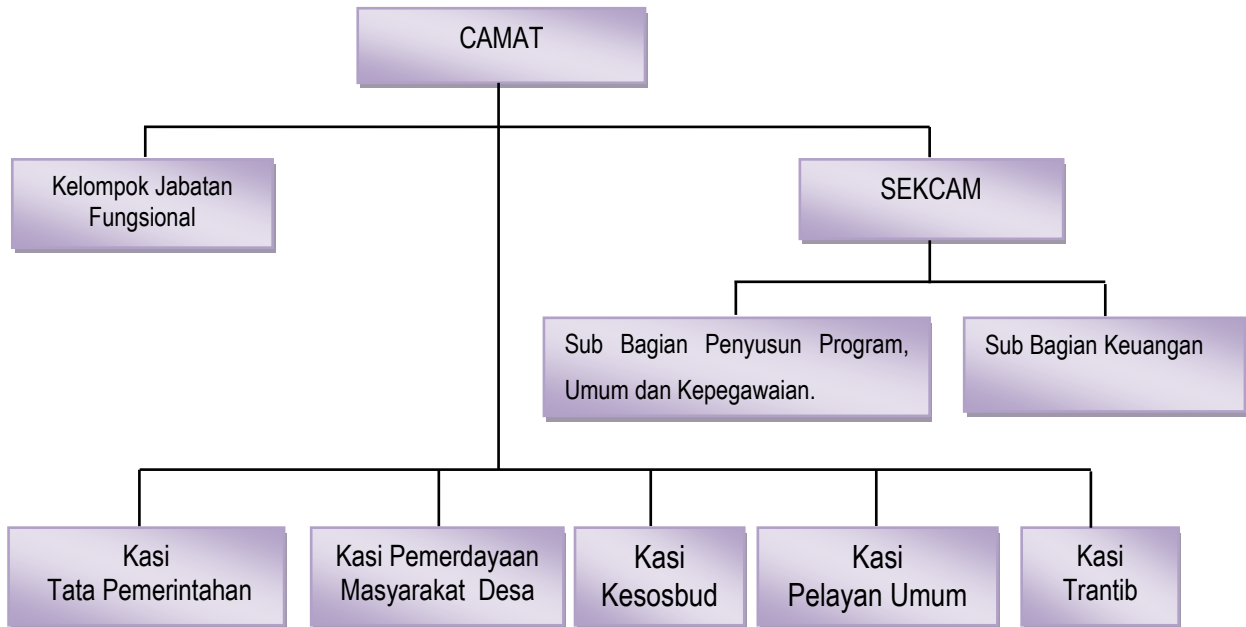 CAMAT
Kelompok Jabatan
Fungsional
SEKCAM
Sub Bagian Penyusun Program,
Umum dan Kepegawaian.
Sub Bagian Keuangan
Kasi
Tata Pemerintahan
Kasi Pemerdayaan
Masyarakat Desa
Kasi
Kesosbud
Kasi
Pelayan Umum
Kasi
Trantib